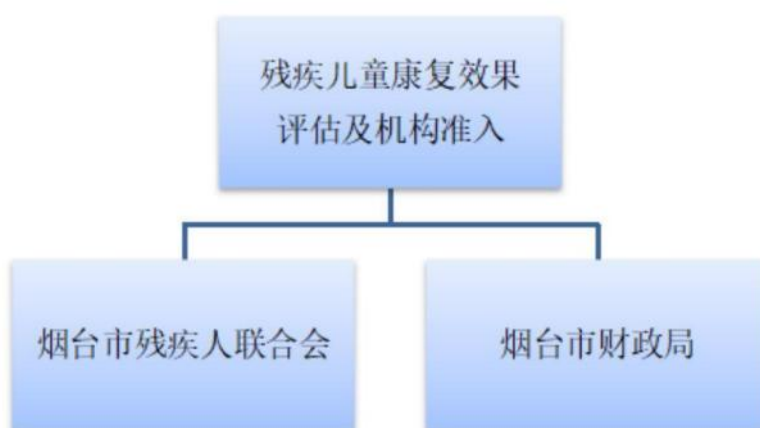 残疾儿童康复效果
评估及机构准入
烟台市残疾人联合会
烟台市财政局